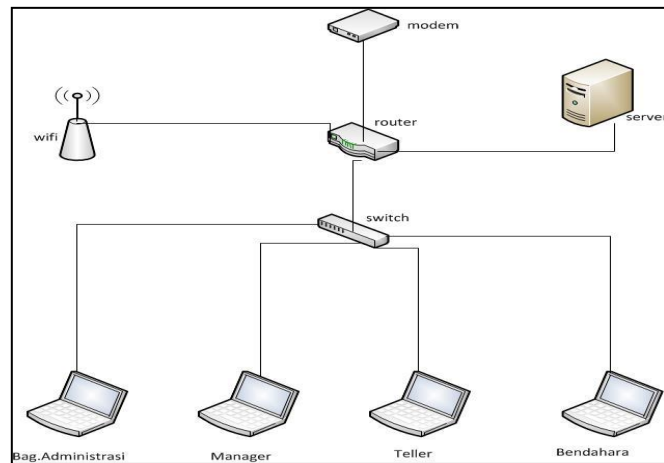 modem
router
server
wifi
switch
Bag.Administrasi
Manager
Teller
Bendahara